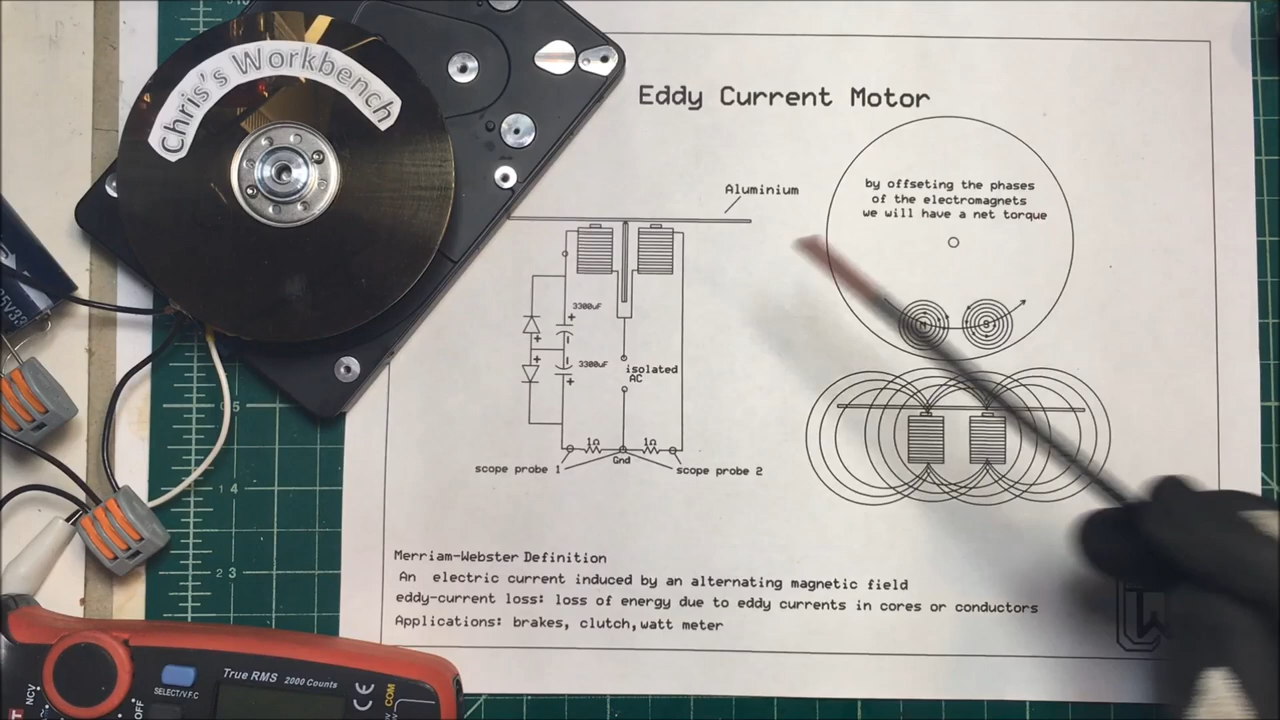 Chris's Workbench
Eddy Current Motor
Aluminium
by offseting the phases
of the electromagnets
we will have a net torque
3300uF
3300uF
isolated
AC
1Ω
1Ω
scope probe 1
Gnd
scope probe 2
Merriam-Webster Definition
An electric current induced by an alternating magnetic field
eddy-current loss: loss of energy due to eddy currents in cores or conductors
Applications: brakes, clutch,watt meter
True RMS 2000 Counts
SELECT/V.F.C
NCV
OFF
COM
CE